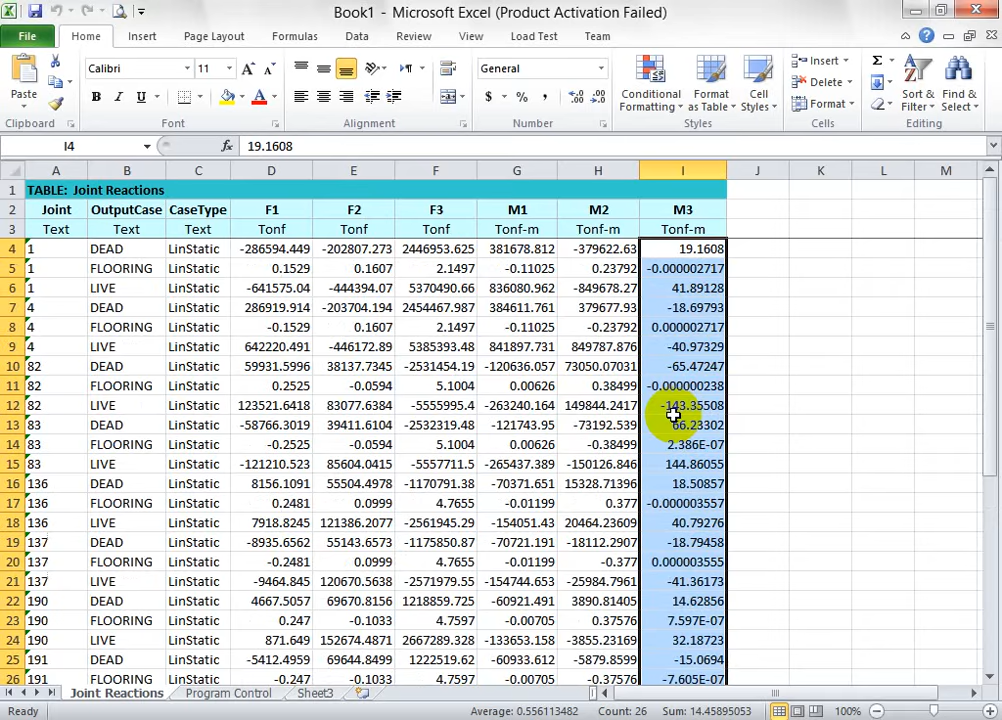 Book1 - Microsoft Excel (Product Activation Failed)
File Home Insert Page Layout Formulas Data Review View Load Test Team
Calibri 11 General Insert
Paste B I U $ % , Conditional Formatting Format as Table Cell Styles Delete Format Σ Sort & Filter Find & Select
Clipboard Font Alignment Number Styles Cells Editing
I4 fx 19.1608
A B C D E F G H I J K L M
1 TABLE: Joint Reactions
2 Joint OutputCase CaseType F1 F2 F3 M1 M2 M3
3 Text Text Text Tonf Tonf Tonf Tonf-m Tonf-m Tonf-m
4 1 DEAD LinStatic -286594.449 -202807.273 2446953.625 381678.812 -379622.63 19.1608
5 1 FLOORING LinStatic 0.1529 0.1607 2.1497 -0.11025 0.23792 -0.000002717
6 1 LIVE LinStatic -641575.04 -444394.07 5370490.66 836080.962 -849678.27 41.89128
7 4 DEAD LinStatic 286919.914 -203704.194 2454467.987 384611.761 379677.93 -18.69793
8 4 FLOORING LinStatic -0.1529 0.1607 2.1497 -0.11025 -0.23792 0.000002717
9 4 LIVE LinStatic 642220.491 -446172.89 5385393.48 841897.731 849787.876 -40.97329
10 82 DEAD LinStatic 59931.5996 38137.7345 -2531454.19 -120636.057 73050.07031 -65.47247
11 82 FLOORING LinStatic 0.2525 -0.0594 5.1004 0.00626 0.38499 -0.000000238
12 82 LIVE LinStatic 123521.6418 83077.6384 -5555995.4 -263240.164 149844.2417 -143.35508
13 83 DEAD LinStatic -58766.3019 39411.6104 -2532319.48 -121743.95 -73192.539 66.23302
14 83 FLOORING LinStatic -0.2525 -0.0594 5.1004 0.00626 -0.38499 2.386E-07
15 83 LIVE LinStatic -121210.523 85604.0415 -5557711.5 -265437.389 -150126.846 144.86055
16 136 DEAD LinStatic 8156.1091 55504.4978 -1170791.38 -70371.651 15328.71396 18.50857
17 136 FLOORING LinStatic 0.2481 0.0999 4.7655 -0.01199 0.377 -0.000003557
18 136 LIVE LinStatic 7918.8245 121386.2077 -2561945.29 -154051.43 20464.23609 40.79276
19 137 DEAD LinStatic -8935.6562 55143.6573 -1175850.87 -70721.191 -18112.2907 -18.79458
20 137 FLOORING LinStatic -0.2481 0.0999 4.7655 -0.01199 -0.377 0.000003555
21 137 LIVE LinStatic -9464.845 120670.5638 -2571979.55 -154744.653 -25984.7961 -41.36173
22 190 DEAD LinStatic 4667.5057 69670.8156 1218859.725 -60921.491 3890.81405 14.62856
23 190 FLOORING LinStatic 0.247 -0.1033 4.7597 -0.00705 0.37576 7.597E-07
24 190 LIVE LinStatic 871.649 152674.4871 2667289.328 -133653.158 -3855.23169 32.18723
25 191 DEAD LinStatic -5412.4959 69644.8499 1222519.62 -60933.612 -5879.8599 -15.0694
26 191 FLOORING LinStatic -0.247 -0.1033 4.7597 -0.00705 -0.37576 -7.605E-07
Joint Reactions Program Control Sheet3
Ready Average: 0.556113482 Count: 26 Sum: 14.45895053 100%